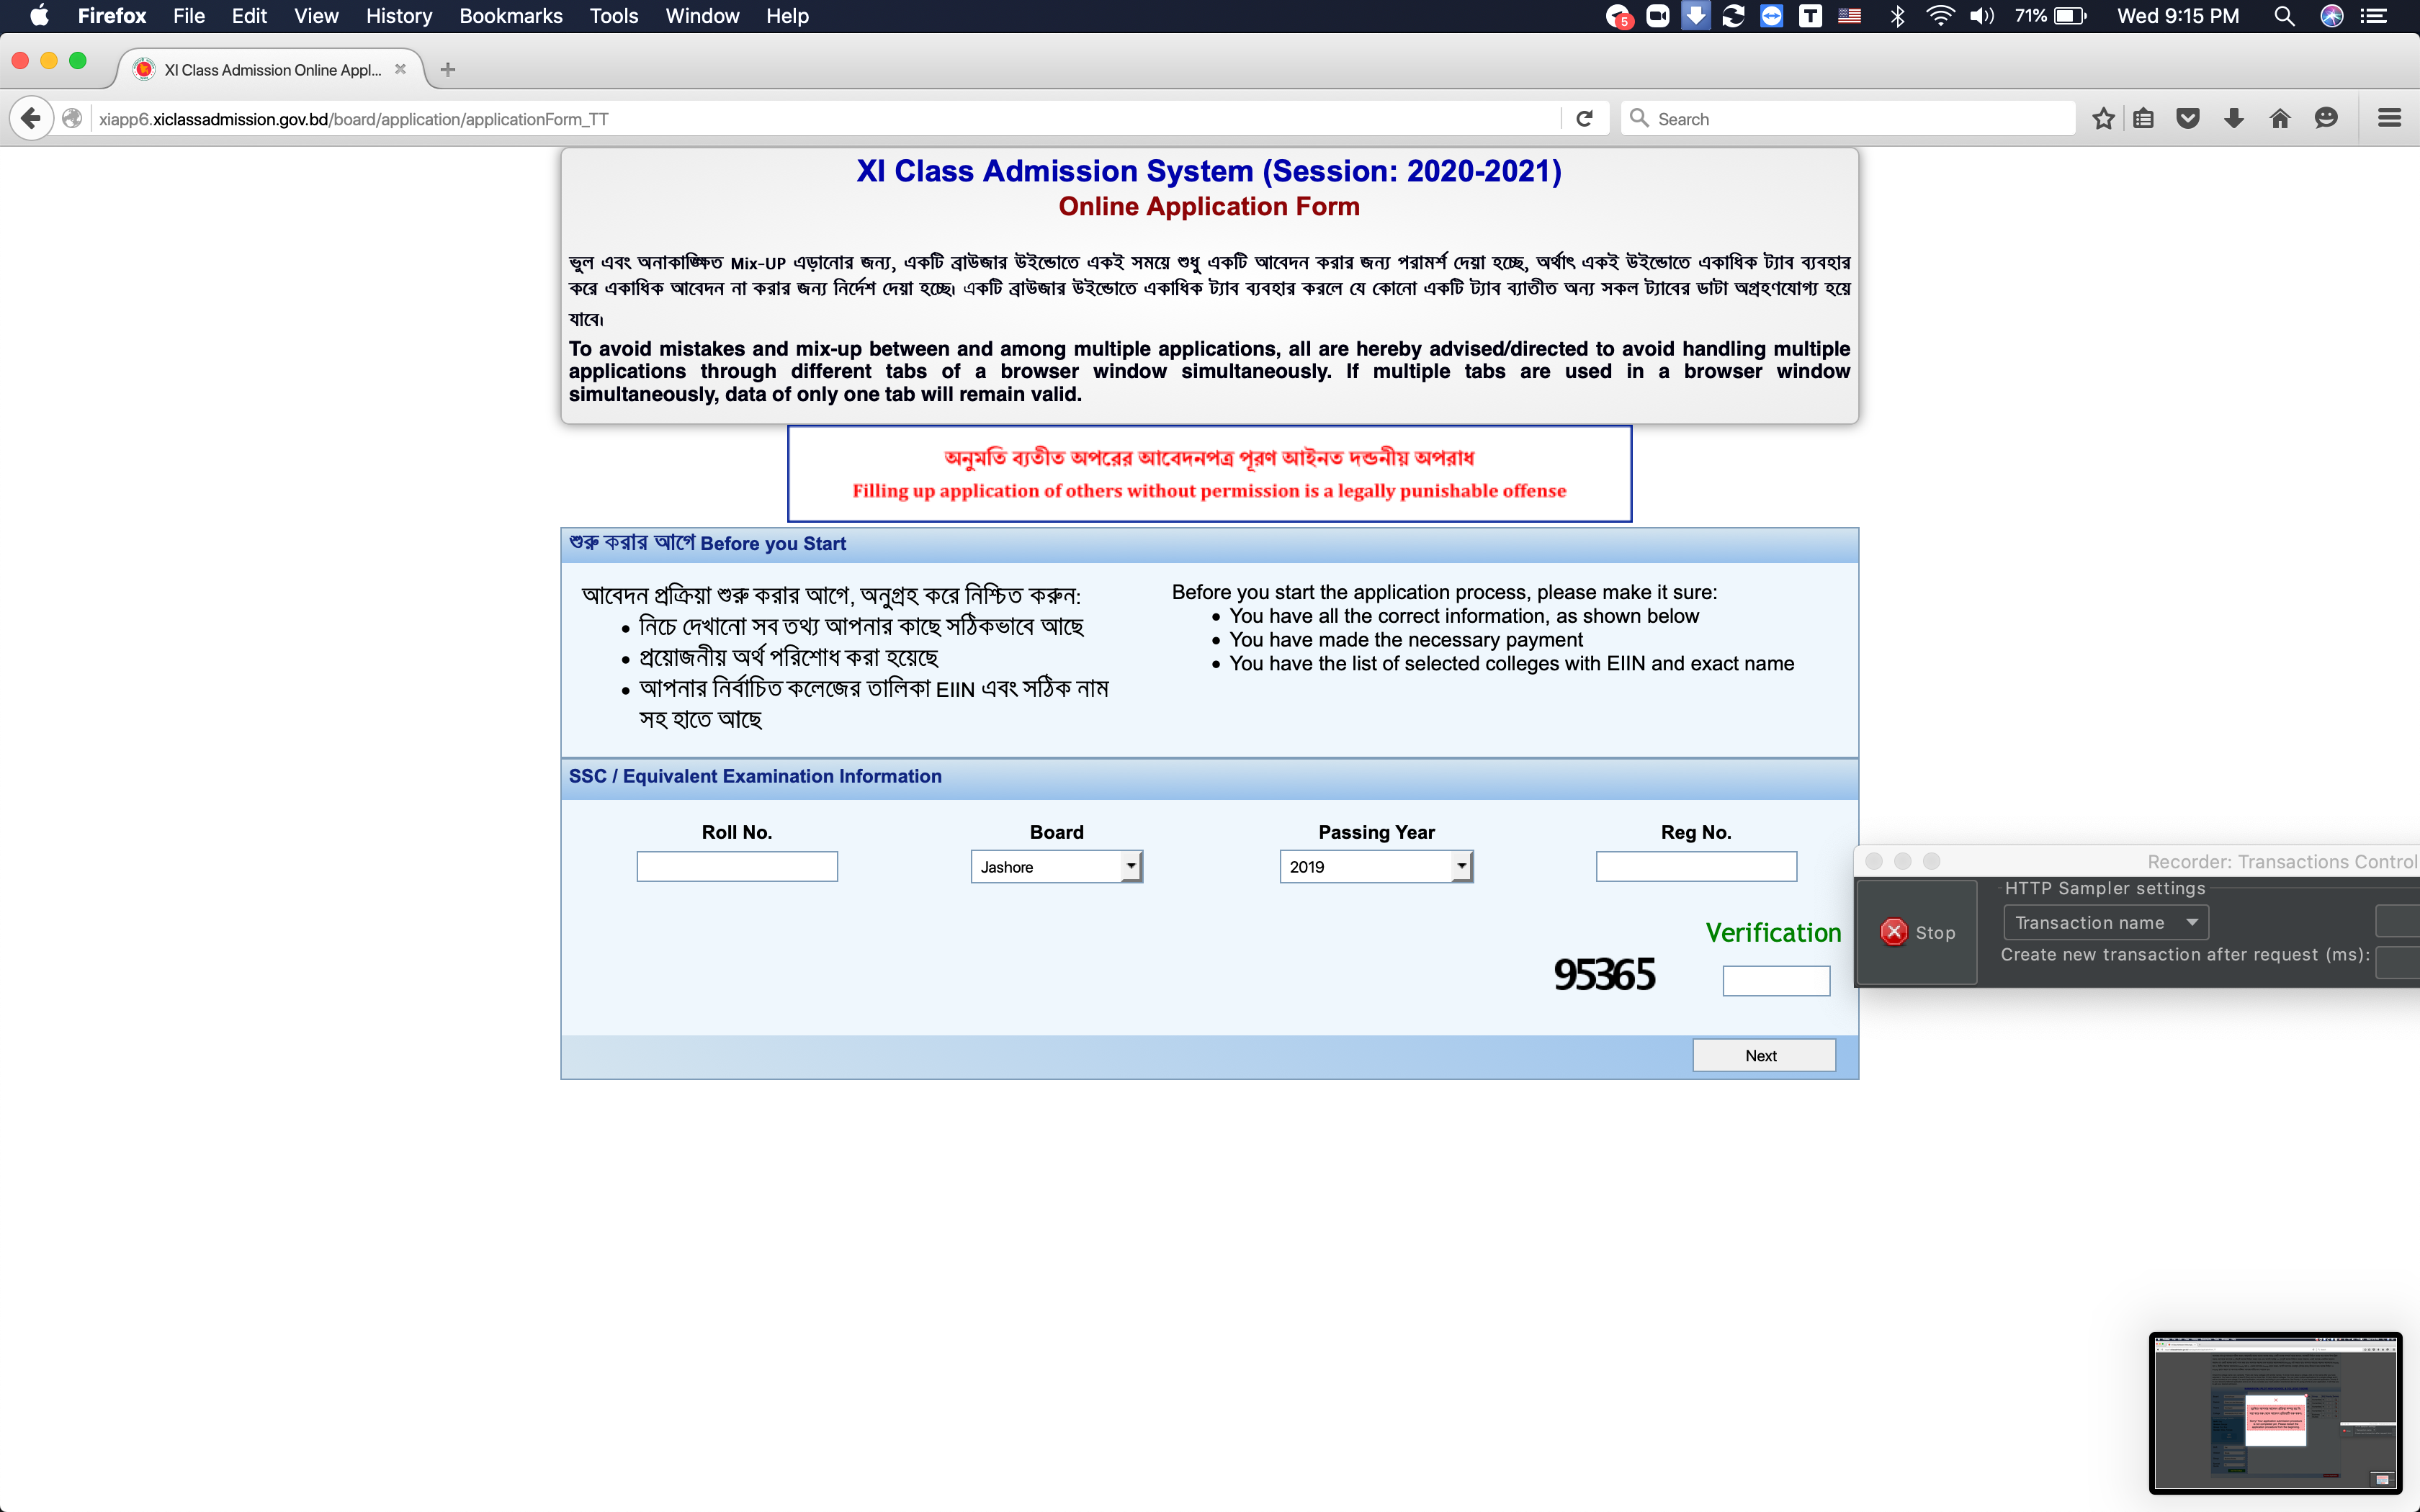 Firefox File Edit View History Bookmarks Tools Window Help 5 T 71% Wed 9:15 PM
XI Class Admission Online Appl...
xiapp6.xiclassadmission.gov.bd/board/application/applicationForm_TT Search
XI Class Admission System (Session: 2020-2021)
Online Application Form
ভুল এবং অনাকাঙ্ক্ষিত Mix-UP এড়ানোর জন্য, একটি ব্রাউজার উইন্ডোতে একই সময়ে শুধু একটি আবেদন করার জন্য পরামর্শ দেয়া হচ্ছে, অর্থাৎ একই উইন্ডোতে একাধিক ট্যাব ব্যবহার
করে একাধিক আবেদন না করার জন্য নির্দেশ দেয়া হচ্ছে। একটি ব্রাউজার উইন্ডোতে একাধিক ট্যাব ব্যবহার করলে যে কোনো একটি ট্যাব ব্যাতীত অন্য সকল ট্যাবের ডাটা অগ্রহণযোগ্য হয়ে
যাবে।
To avoid mistakes and mix-up between and among multiple applications, all are hereby advised/directed to avoid handling multiple
applications through different tabs of a browser window simultaneously. If multiple tabs are used in a browser window
simultaneously, data of only one tab will remain valid.
অনুমতি ব্যতীত অপরের আবেদনপত্র পূরণ আইনত দন্ডনীয় অপরাধ
Filling up application of others without permission is a legally punishable offense
শুরু করার আগে Before you Start
আবেদন প্রক্রিয়া শুরু করার আগে, অনুগ্রহ করে নিশ্চিত করুন:
• নিচে দেখানো সব তথ্য আপনার কাছে সঠিকভাবে আছে
• প্রয়োজনীয় অর্থ পরিশোধ করা হয়েছে
• আপনার নির্বাচিত কলেজের তালিকা EIIN এবং সঠিক নাম
সহ হাতে আছে
Before you start the application process, please make it sure:
• You have all the correct information, as shown below
• You have made the necessary payment
• You have the list of selected colleges with EIIN and exact name
SSC / Equivalent Examination Information
Roll No. Board Passing Year Reg No.
Jashore 2019
Verification
95365
Next
Recorder: Transactions Control
HTTP Sampler settings
Stop
Transaction name
Create new transaction after request (ms):